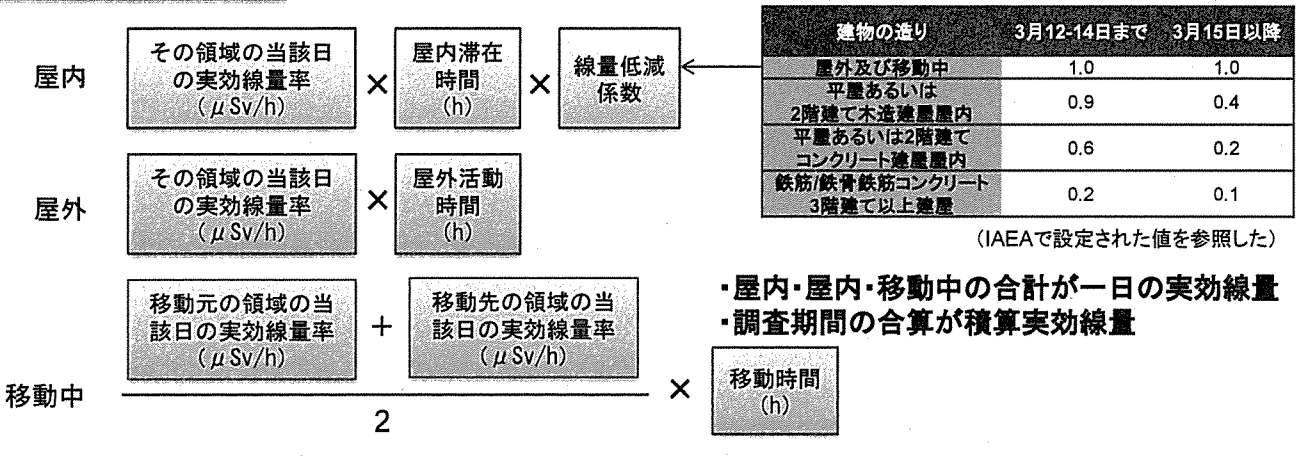 屋内
その領域の当該日
の実効線量率
(μSv/h)
×
屋内滞在
時間
(h)
×
線量低減
係数
建物の造り 3月12-14日まで 3月15日以降
屋外及び移動中 1.0 1.0
平屋あるいは
2階建て木造建屋屋内 0.9 0.4
平屋あるいは2階建て
コンクリート建屋屋内 0.6 0.2
鉄筋/鉄骨鉄筋コンクリート
3階建て以上建屋 0.2 0.1
(IAEAで設定された値を参照した)
屋外
その領域の当該日
の実効線量率
(μSv/h)
×
屋外活動
時間
(h)
・屋内・屋内・移動中の合計が一日の実効線量
・調査期間の合算が積算実効線量
移動中
移動元の領域の当
該日の実効線量率
(μSv/h)
+
移動先の領域の当
該日の実効線量率
(μSv/h)
2
×
移動時間
(h)